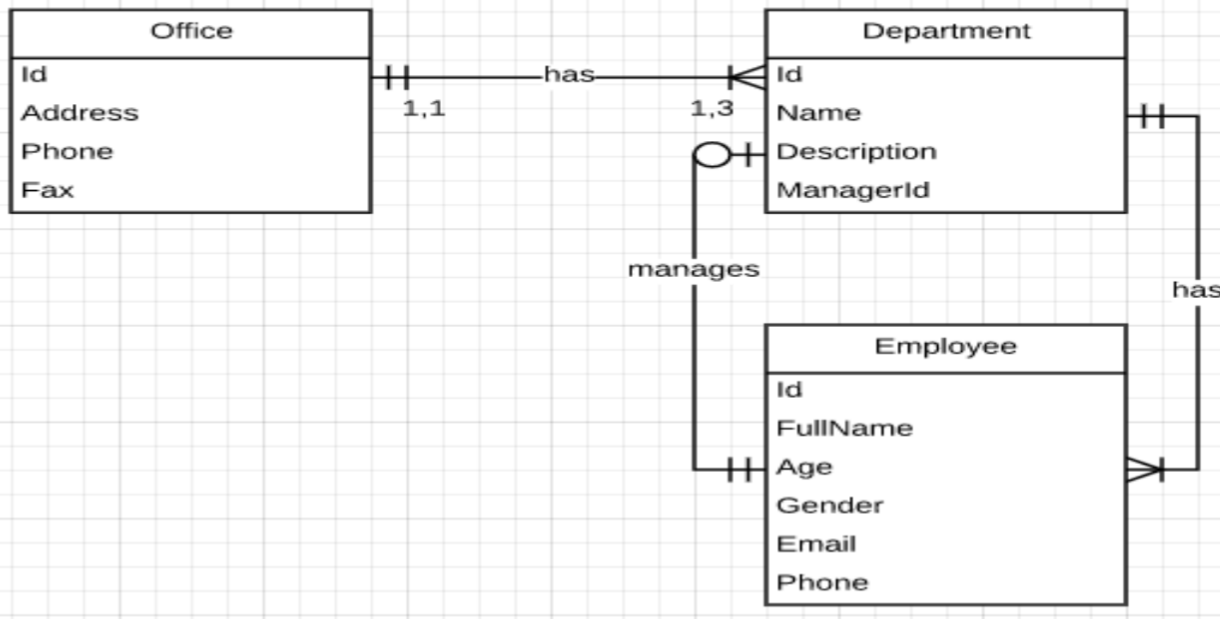 Office
Id
Address
Phone
Fax
has
1,1
1,3
Department
Id
Name
Description
ManagerId
manages
has
Employee
Id
FullName
Age
Gender
Email
Phone